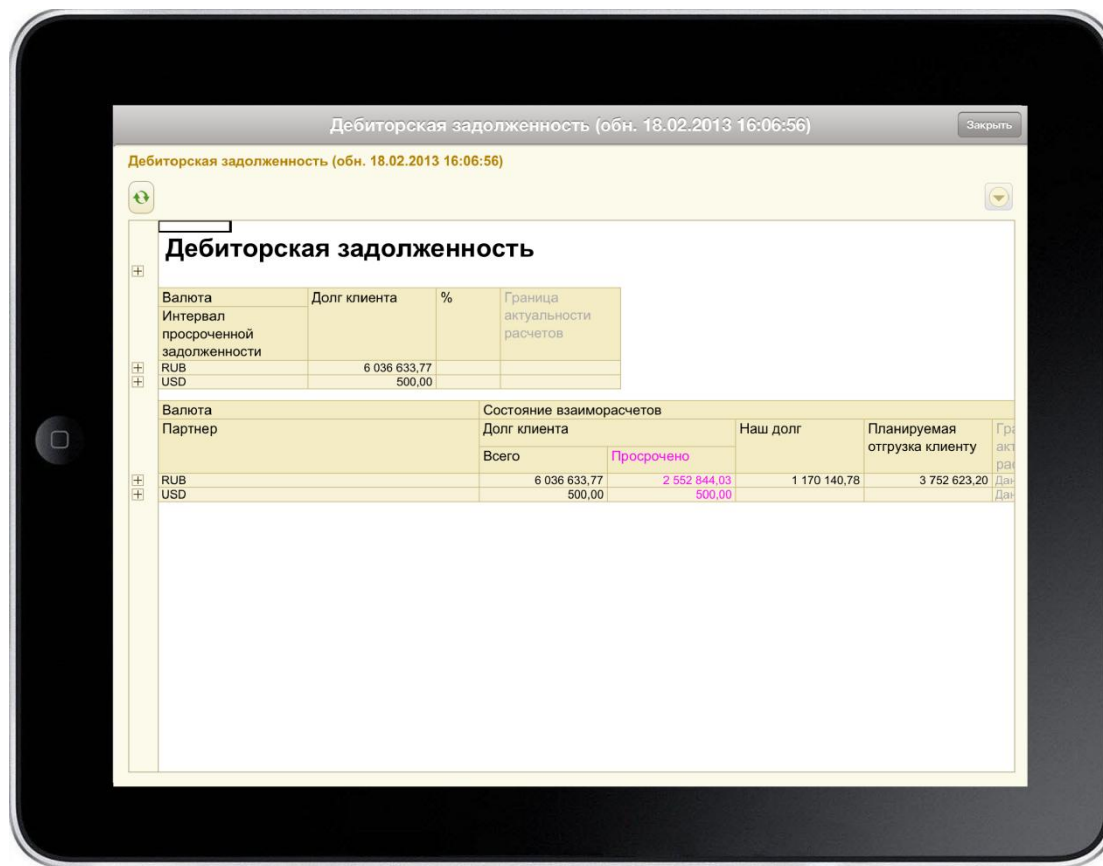 Дебиторская задолженность (обн. 18.02.2013 16:06:56)
Закрыть
Дебиторская задолженность (обн. 18.02.2013 16:06:56)
Дебиторская задолженность
Валюта Долг клиента % Граница
Интервал актуальности
просроченной расчетов
задолженности
RUB 6 036 633,77
USD 500,00
Валюта Состояние взаиморасчетов
Партнер Долг клиента Наш долг Планируемая
отгрузка клиенту
Всего Просрочено
RUB 6 036 633,77 2 552 844,03 1 170 140,78 3 752 623,20
USD 500,00 500,00